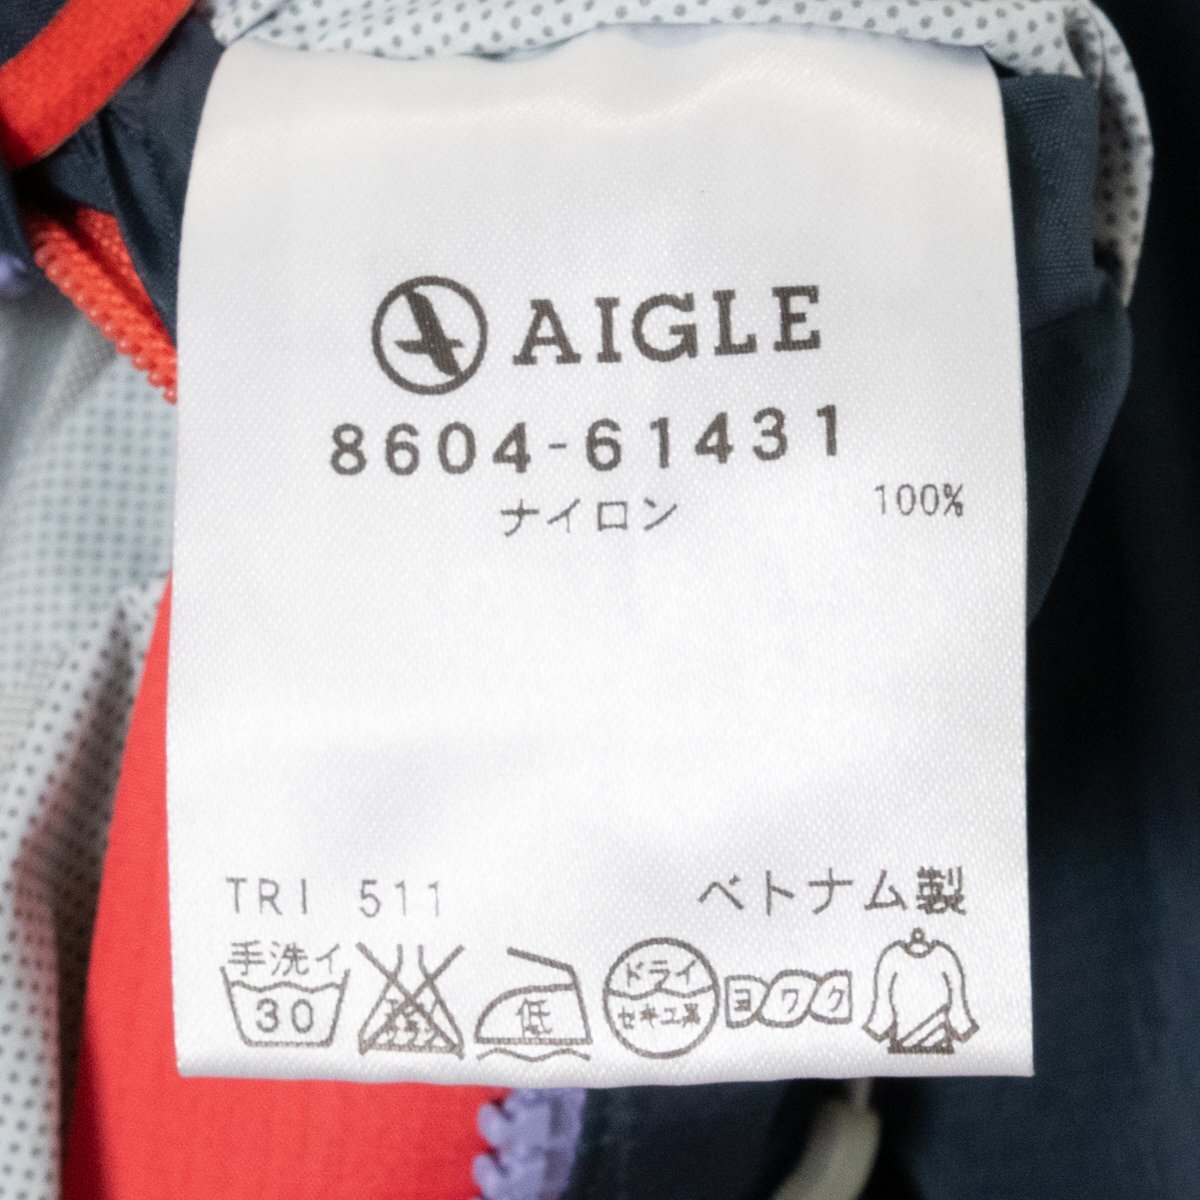 AIGLE
8604-61431
ナイロン 100%
TRI 511 ベトナム製
手洗イ
30
低
ドライ
セキユ系
ヨワク